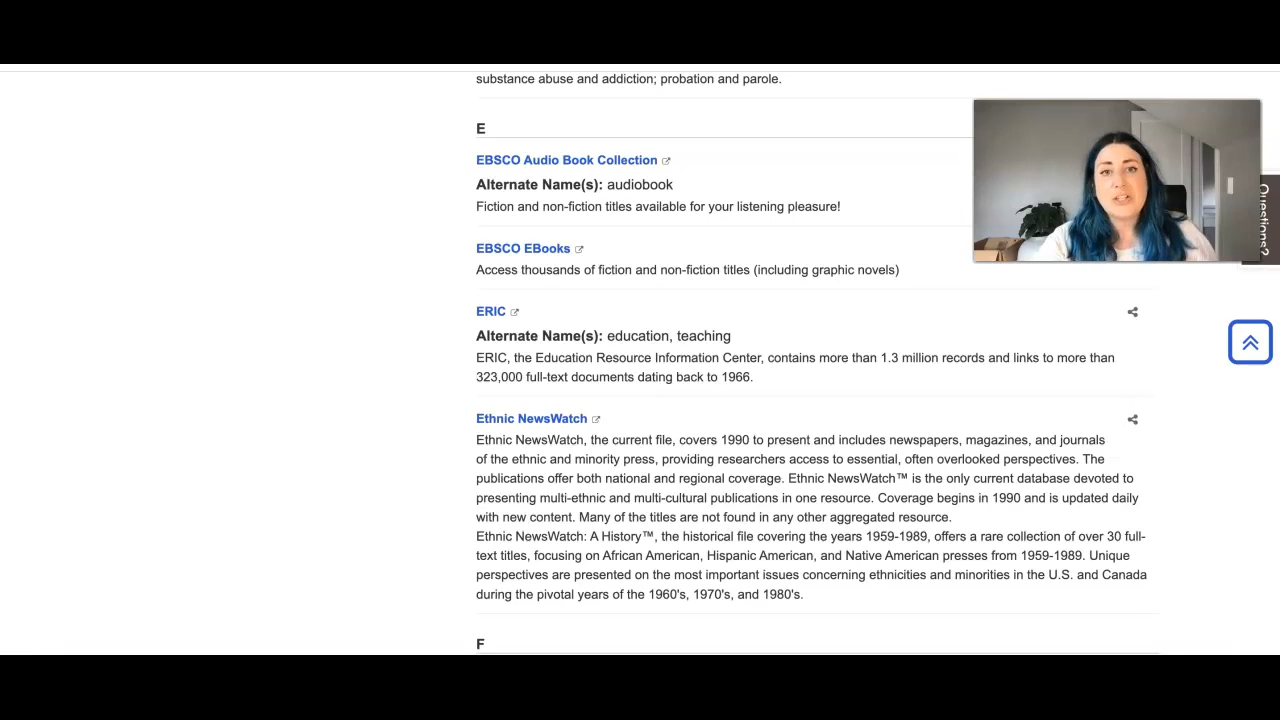 substance abuse and addiction; probation and parole.
E
EBSCO Audio Book Collection
Alternate Name(s): audiobook
Fiction and non-fiction titles available for your listening pleasure!
EBSCO EBooks
Access thousands of fiction and non-fiction titles (including graphic novels)
ERIC
Alternate Name(s): education, teaching
ERIC, the Education Resource Information Center, contains more than 1.3 million records and links to more than
323,000 full-text documents dating back to 1966.
Ethnic NewsWatch
Ethnic NewsWatch, the current file, covers 1990 to present and includes newspapers, magazines, and journals
of the ethnic and minority press, providing researchers access to essential, often overlooked perspectives. The
publications offer both national and regional coverage. Ethnic NewsWatch™ is the only current database devoted to
presenting multi-ethnic and multi-cultural publications in one resource. Coverage begins in 1990 and is updated daily
with new content. Many of the titles are not found in any other aggregated resource.
Ethnic NewsWatch: A History™, the historical file covering the years 1959-1989, offers a rare collection of over 30 full-
text titles, focusing on African American, Hispanic American, and Native American presses from 1959-1989. Unique
perspectives are presented on the most important issues concerning ethnicities and minorities in the U.S. and Canada
during the pivotal years of the 1960's, 1970's, and 1980's.
F
Questions?